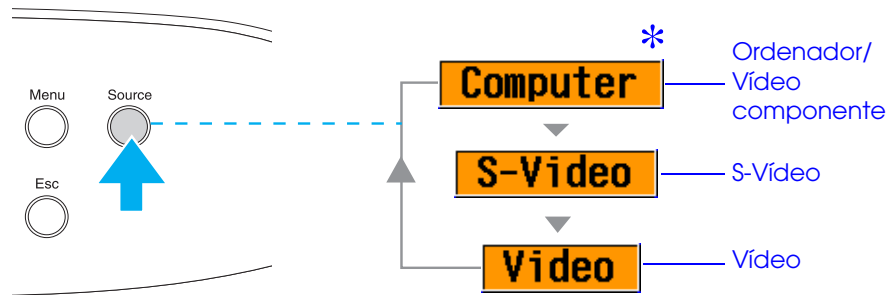 Menu
Source
Esc
*
Computer
Ordenador/
Vídeo
componente
S-Video
S-Vídeo
Video
Vídeo